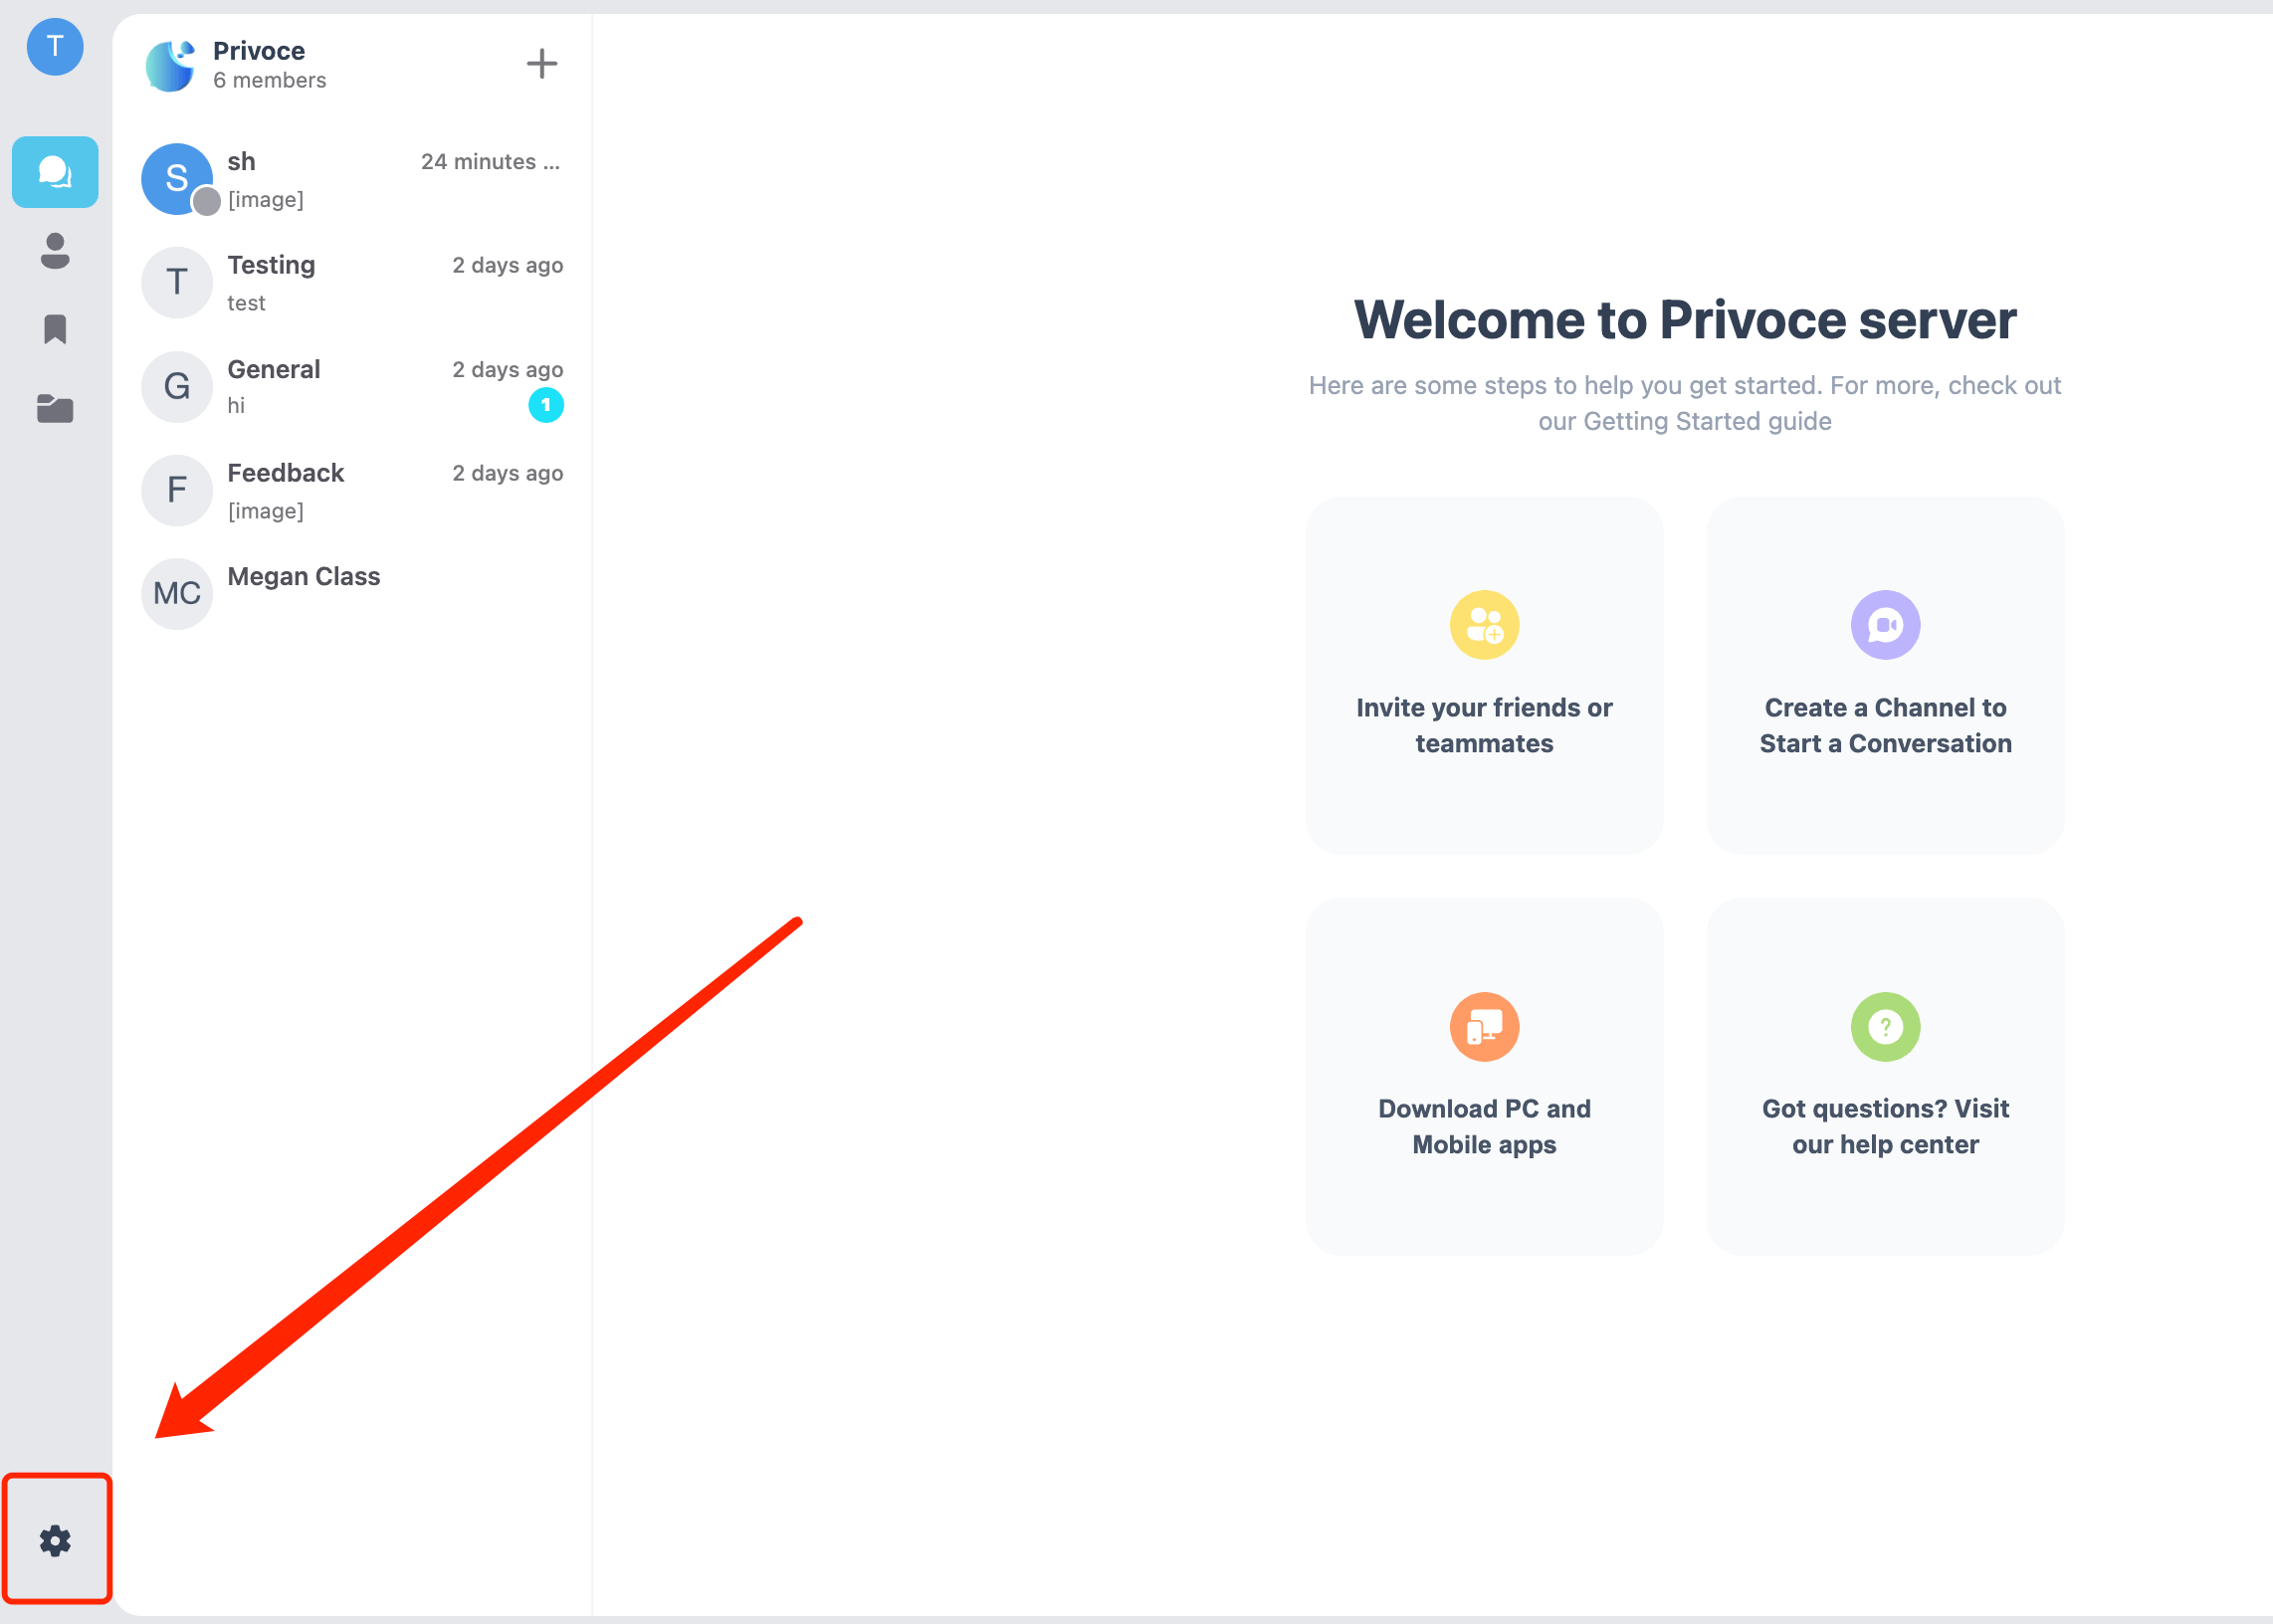 T
Privoce
6 members
S
sh
24 minutes ...
[image]
T
Testing
2 days ago
test
G
General
2 days ago
hi
1
F
Feedback
2 days ago
[image]
MC
Megan Class
Welcome to Privoce server
Here are some steps to help you get started. For more, check out
our Getting Started guide
Invite your friends or
teammates
Create a Channel to
Start a Conversation
Download PC and
Mobile apps
?
Got questions? Visit
our help center